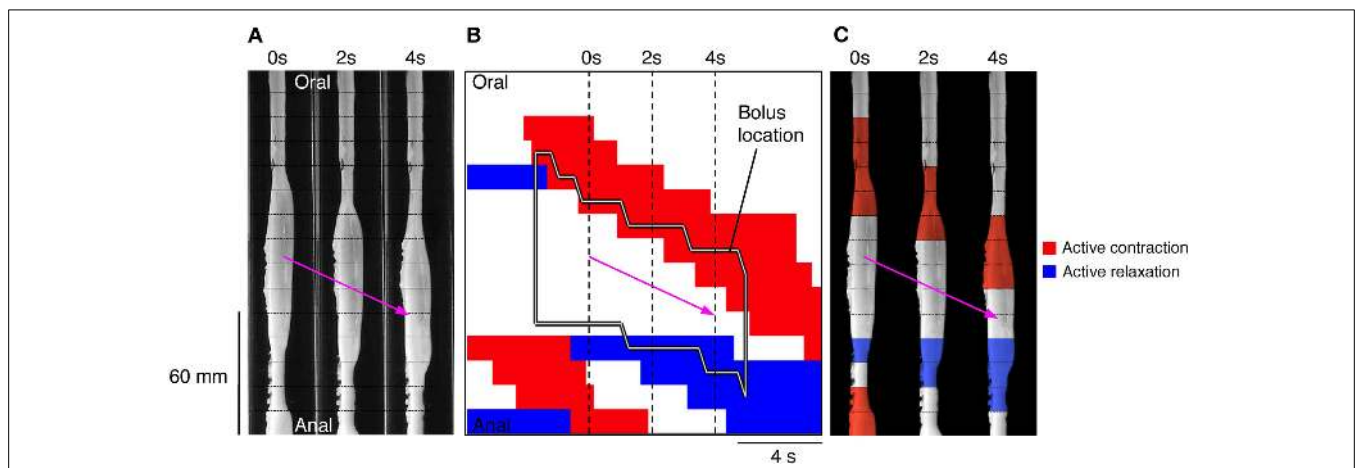 A
0s 2s 4s
Oral
Anal
60 mm
B
0s 2s 4s
Oral
Bolus
location
Anal
4 s
C
0s 2s 4s
Active contraction
Active relaxation